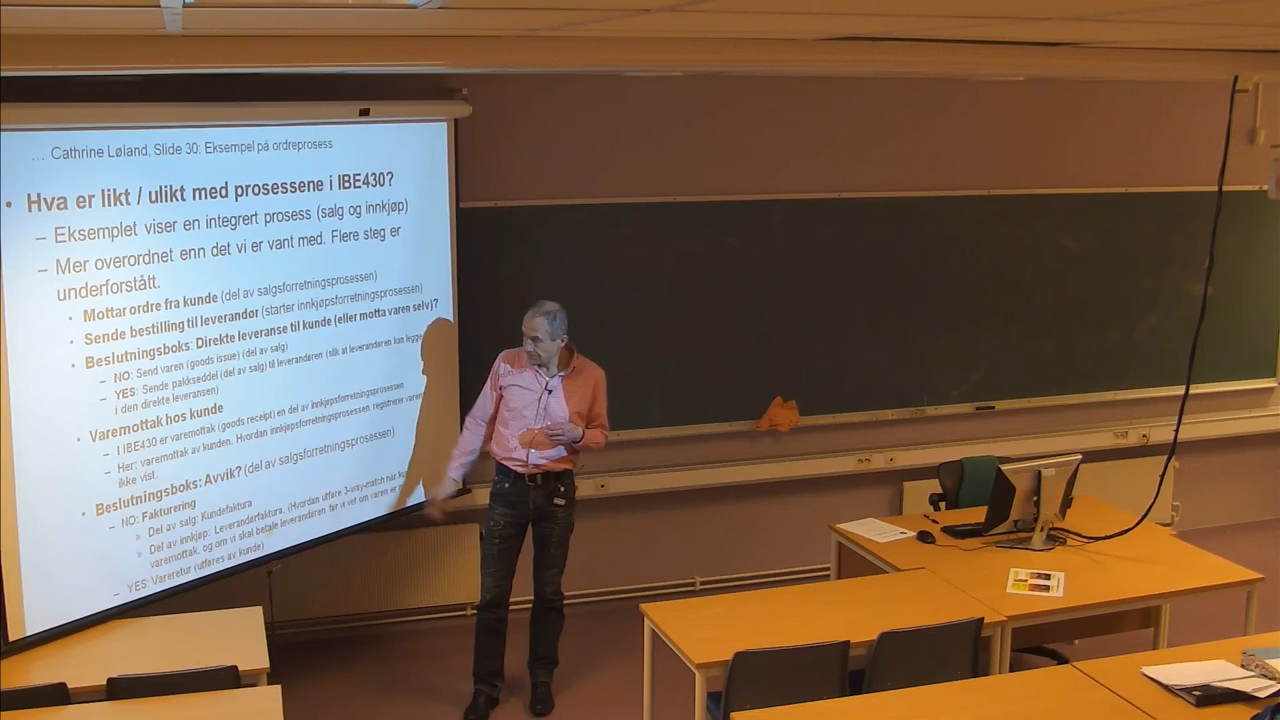 ... Cathrine Løland, Slide 30: Eksempel på ordreprosess
• Hva er likt / ulikt med prosessene i IBE430?
– Eksemplet viser en integrert prosess (salg og innkjøp)
– Mer overordnet enn det vi er vant med. Flere steg er
underforstått.
• Mottar ordre fra kunde (del av salgsforretningsprosessen)
• Sende bestilling til leverandør (starter innkjøpsforretningsprosessen)
• Beslutningsboks: Direkte leveranse til kunde (eller motta varen selv)?
– NO: Send varen (goods issue) (del av salg)
– YES: Sende pakkseddel (del av salg) til leverandøren (slik at leverandøren kan legge
i den direkte leveransen)
• Varemottak hos kunde
– I IBE430 er varemottak (goods receipt) en del av innkjøpsforretningsprosessen
– Her: varemottak av kunden. Hvordan innkjøpsforretningsprosessen registrerer
ikke vist.
• Beslutningsboks: Avvik? (del av salgsforretningsprosessen)
– NO: Fakturering
» Del av salg: Kundefaktura
» Del av innkjøp: Leverandørfaktura. (Hvordan utføre 3-way-match når
varemottak, og om vi skal betale leverandøren før vi vet om varen er
– YES: Vareretur (utføres av kunde)